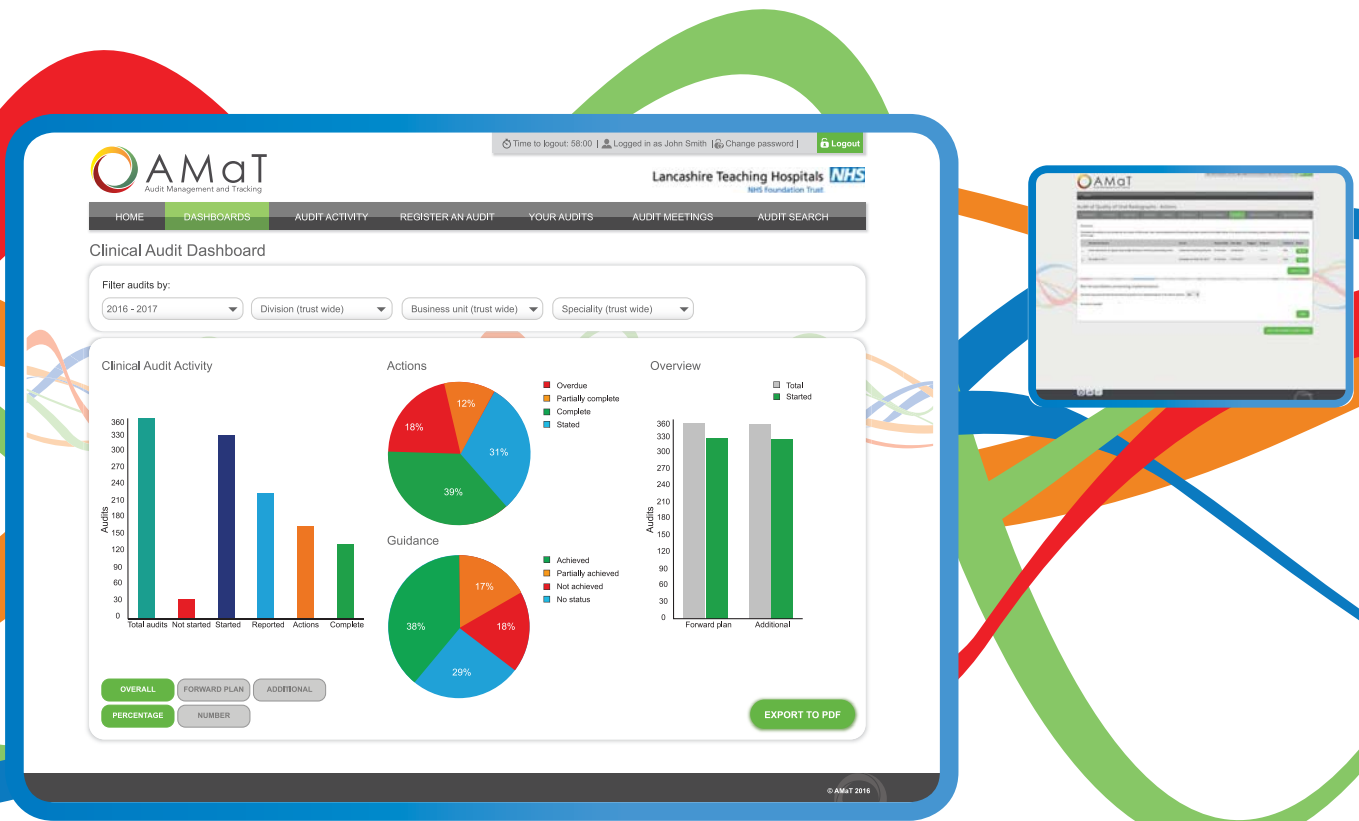 Time to logout: 58:00 | Logged in as John Smith | Change password | Logout
AMaT
Audit Management and Tracking
Lancashire Teaching Hospitals NHS
NHS Foundation Trust
HOME DASHBOARDS AUDIT ACTIVITY REGISTER AN AUDIT YOUR AUDITS AUDIT MEETINGS AUDIT SEARCH
Clinical Audit Dashboard
Filter audits by:
2016 - 2017 Division (trust wide) Business unit (trust wide) Speciality (trust wide)
Clinical Audit Activity
360
330
300
270
240
210
180
150
120
90
60
30
0
Audits
Total audits Not started Started Reported Actions Complete
OVERALL FORWARD PLAN ADDITIONAL
PERCENTAGE NUMBER
Actions
12%
18%
31%
39%
Overdue
Partially complete
Complete
Stated
Guidance
17%
38%
18%
29%
Achieved
Partially achieved
Not achieved
No status
Overview
Total
Started
360
330
300
270
240
210
180
150
120
90
60
30
0
Audits
Forward plan Additional
EXPORT TO PDF
© AMaT 2016
AMaT
Audit of Quality of Oral Radiographs - Actions